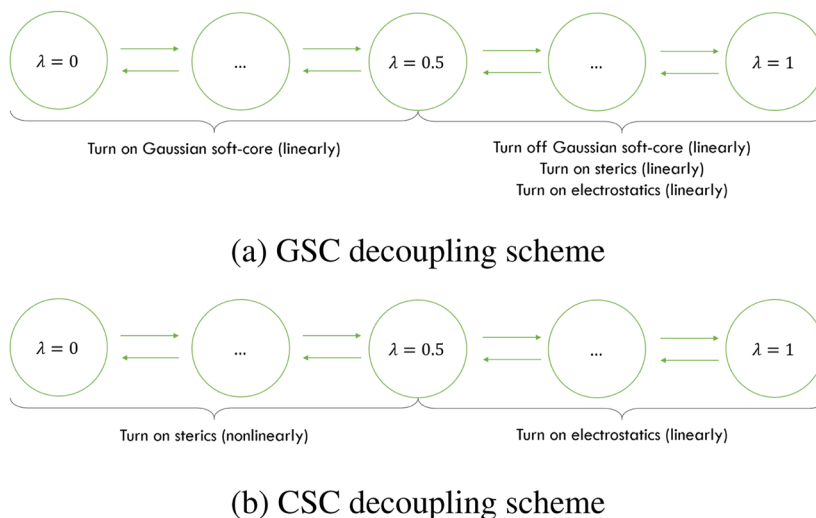 λ = 0 ... λ = 0.5 ... λ = 1
Turn on Gaussian soft-core (linearly)
Turn off Gaussian soft-core (linearly)
Turn on sterics (linearly)
Turn on electrostatics (linearly)
(a) GSC decoupling scheme
λ = 0 ... λ = 0.5 ... λ = 1
Turn on sterics (nonlinearly)
Turn on electrostatics (linearly)
(b) CSC decoupling scheme